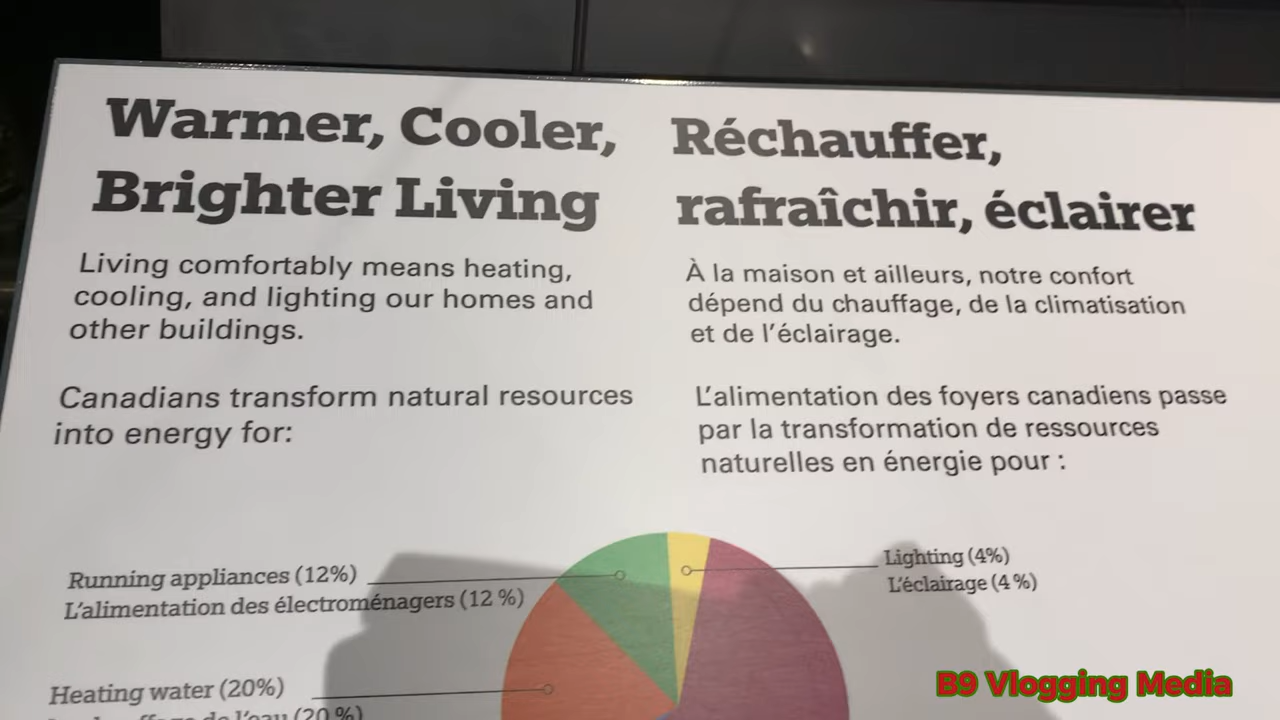 Warmer, Cooler,
Brighter Living
Living comfortably means heating,
cooling, and lighting our homes and
other buildings.
Canadians transform natural resources
into energy for:
Réchauffer,
rafraîchir, éclairer
À la maison et ailleurs, notre confort
dépend du chauffage, de la climatisation
et de l'éclairage.
L'alimentation des foyers canadiens passe
par la transformation de ressources
naturelles en énergie pour :
Running appliances (12%)
L'alimentation des électroménagers (12 %)
Lighting (4%)
L'éclairage (4 %)
Heating water (20%)
de l'eau (20 %)
B9 Vlogging Media